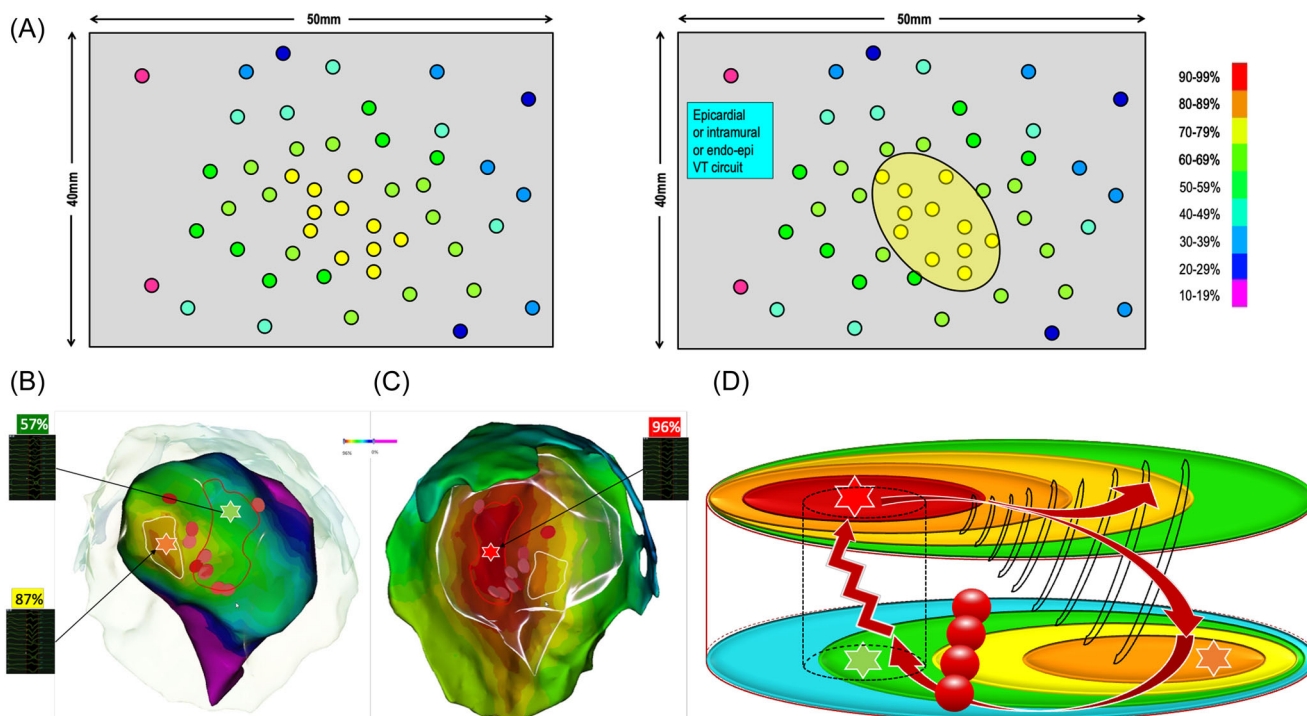 (A)
50mm
40mm
50mm
40mm
Epicardial
or intramural
or endo-epi
VT circuit
90-99%
80-89%
70-79%
60-69%
50-59%
40-49%
30-39%
20-29%
10-19%
(B)
57%
87%
(C)
96%
(D)